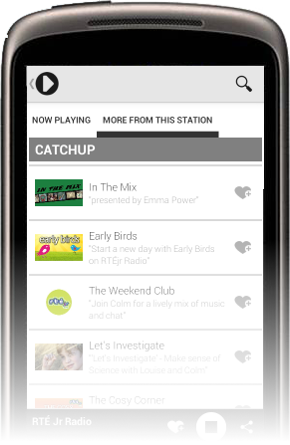 NOW PLAYING
MORE FROM THIS STATION
CATCHUP
IN THE MIX
In The Mix
"presented by Emma Power"
early birds
Early Birds
"Start a new day with Early Birds
on RTÉjr Radio"
The Weekend Club
"Join Colm for a lively mix of music
and chat"
Let's Investigate
"Let's Investigate - Make sense of
Science with Louise and Colm"
The Cosy Corner
RTÉ Jr Radio